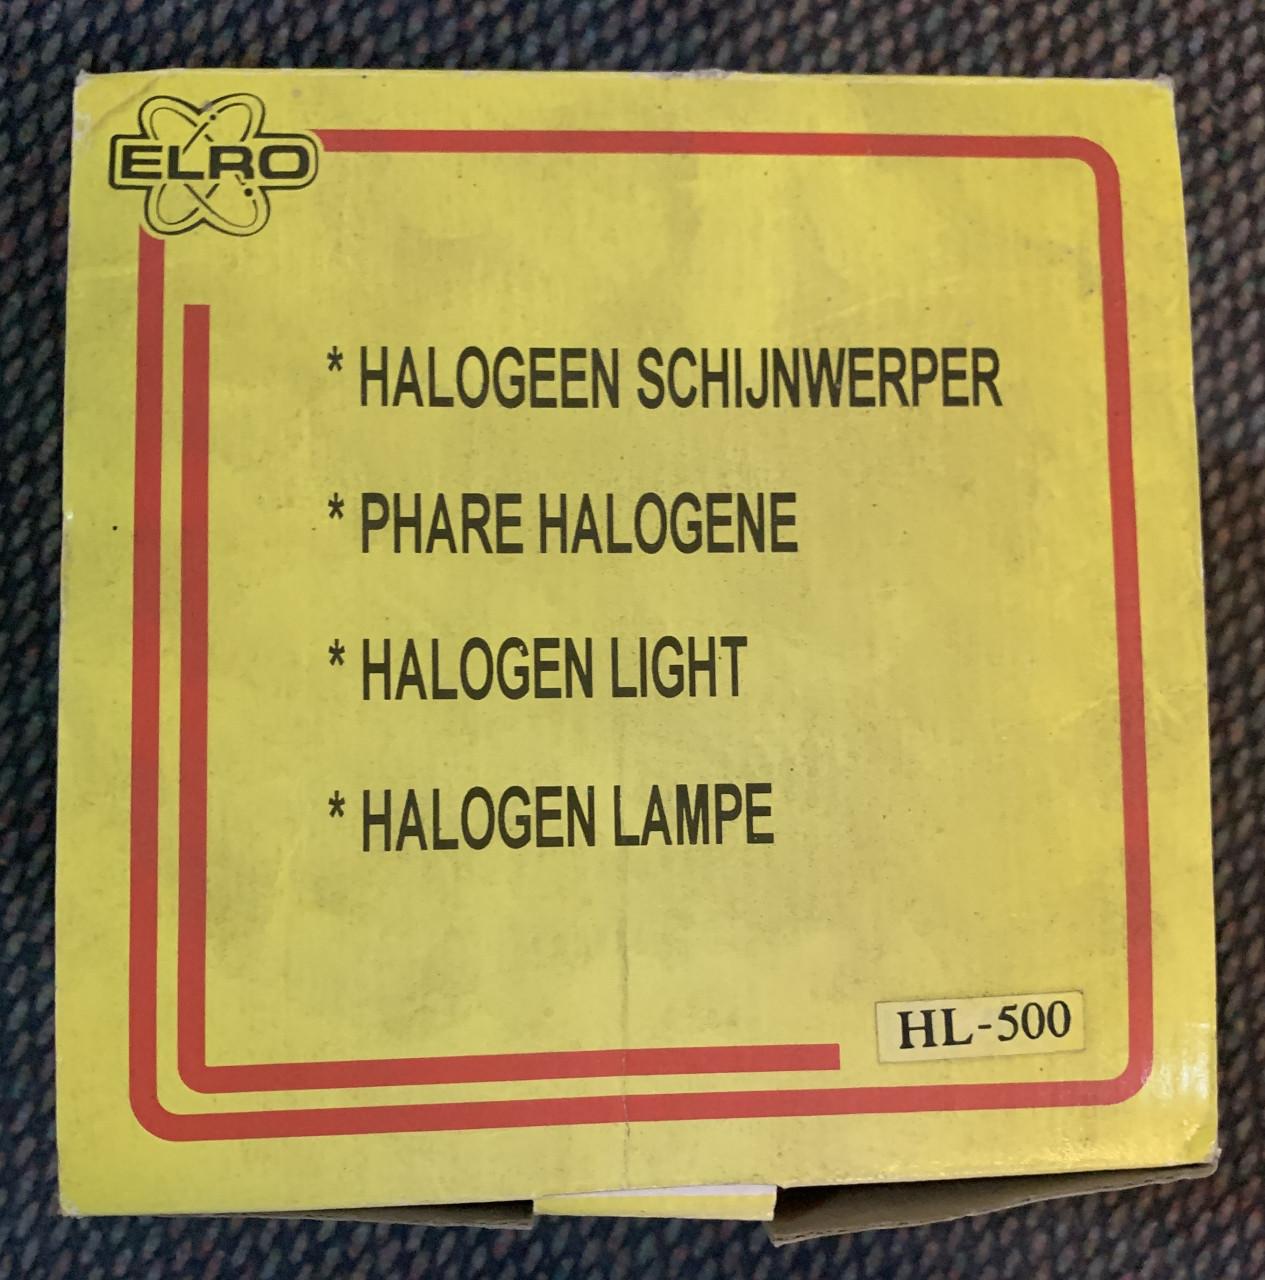 ELRO
* HALOGEEN SCHIJNWERPER
* PHARE HALOGENE
* HALOGEN LIGHT
* HALOGEN LAMPE
HL-500